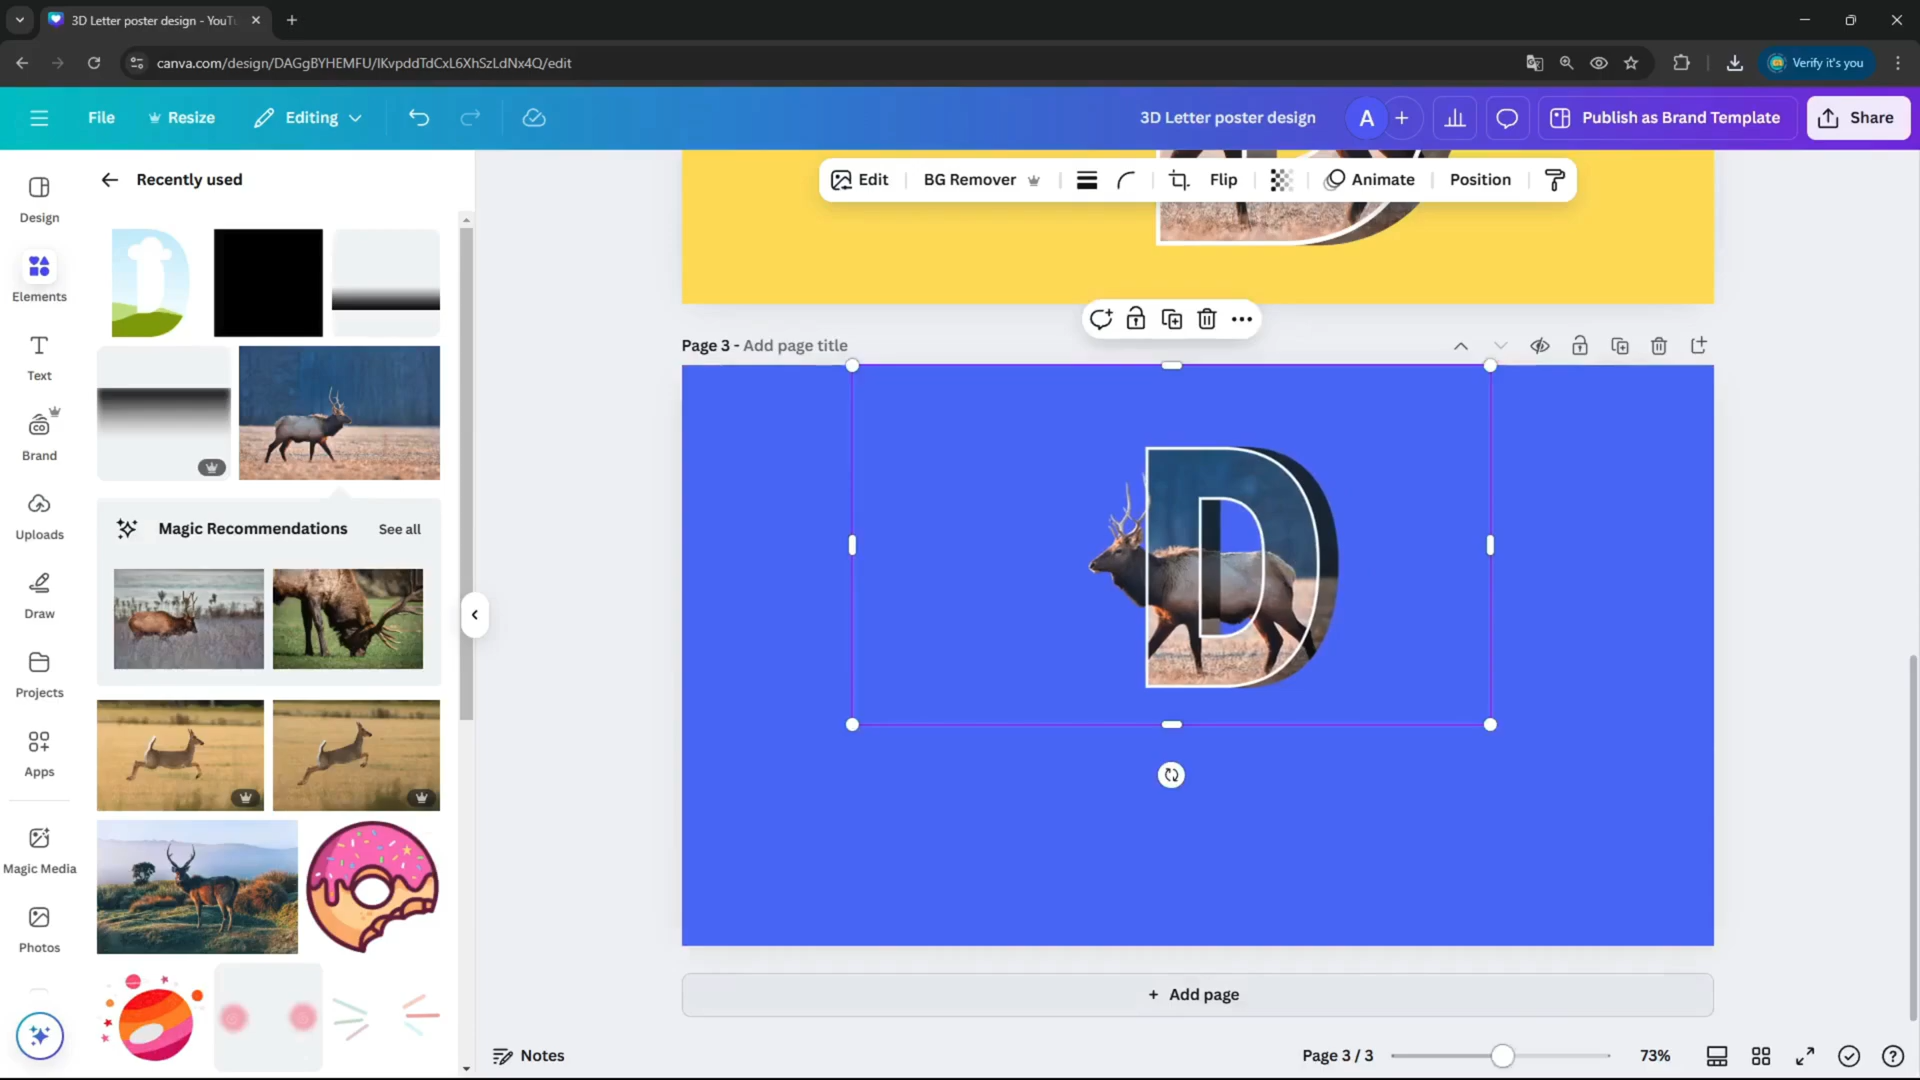 3D Letter poster design - YouTu
canva.com/design/DAGgBYHEMFU/IKvpddTdCxL6XhSzLdNx4Q/edit
Verify it's you
File
Resize
Editing
3D Letter poster design
A
Publish as Brand Template
Share
Design
Elements
Text
Brand
Uploads
Draw
Projects
Apps
Magic Media
Photos
Recently used
Magic Recommendations
See all
Edit
BG Remover
Flip
Animate
Position
Page 3 - Add page title
D
+ Add page
Notes
Page 3 / 3
73%